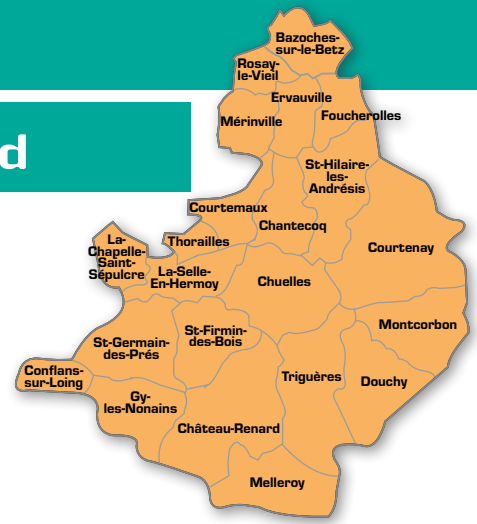 Bazoches-
sur-le-Betz
Rosay-
le-Vieil
Ervauville
Mérinville
Foucherolles
d
St-Hilaire-
les-
Andrésis
Courtemaux
Chantecoq
Thorailles
La-
Chapelle-
Saint-
Sépulcre
Courtenay
La-Selle-
En-Hermoy
Chuelles
Montcorbon
St-Firmin-
des-Bois
St-Germain-
des-Prés
Conflans-
sur-Loing
Triguères
Douchy
Gy-
les-Nonains
Château-Renard
Melleroy